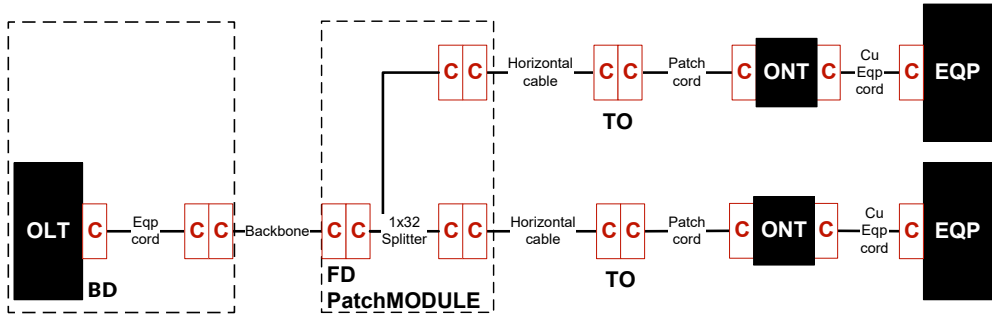 C C Horizontal cable C C Patch cord C ONT C Cu Eqp cord C EQP
TO
OLT C Eqp cord C C Backbone C C 1x32 Splitter C C Horizontal cable C C Patch cord C ONT C Cu Eqp cord C EQP
BD
FD
TO
PatchMODULE